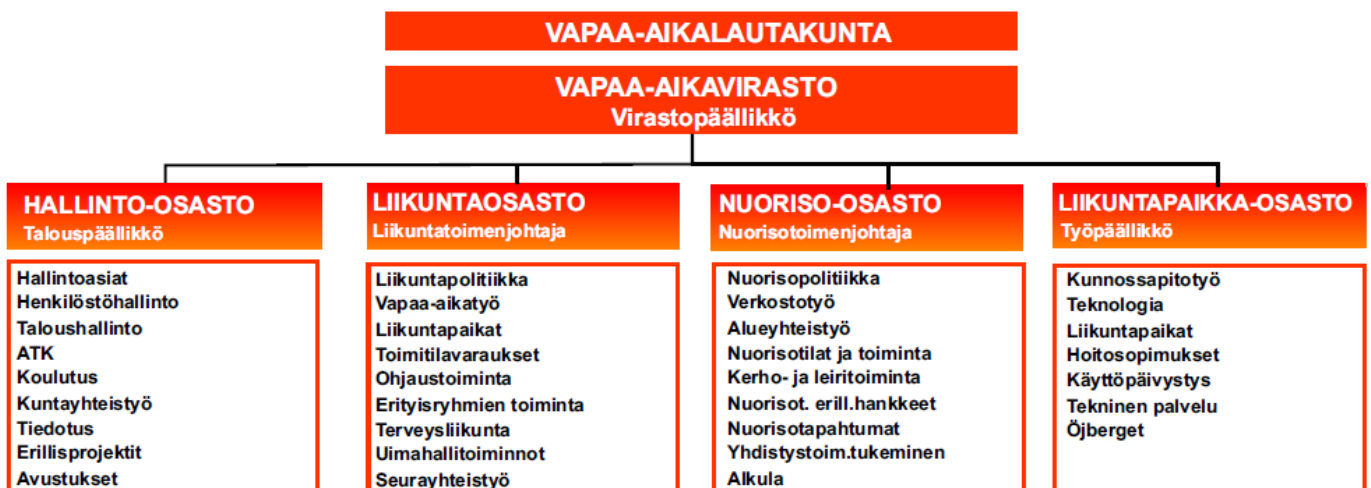 VAPAA-AIKALAUTAKUNTA
VAPAA-AIKAVIRASTO
Virastopäällikkö
HALLINTO-OSASTO
Talouspäällikkö
Hallintoasiat
Henkilöstöhallinto
Taloushallinto
ATK
Koulutus
Kuntayhteistyö
Tiedotus
Erillisprojektit
Avustukset
LIIKUNTAOSASTO
Liikuntatoimenjohtaja
Liikuntapolitiikka
Vapaa-aikatyö
Liikuntapaikat
Toimitilavaraukset
Ohjaustoiminta
Erityisryhmien toiminta
Terveysliikunta
Uimahallitoiminnot
Seurayhteistyö
NUORISO-OSASTO
Nuorisotoimenjohtaja
Nuorisopolitiikka
Verkostotyö
Alueyhteistyö
Nuorisotilat ja toiminta
Kerho- ja leiritoiminta
Nuorisot. erill.hankkeet
Nuorisotapahtumat
Yhdistystoim.tukeminen
Alkula
LIIKUNTAPAIKKA-OSASTO
Työpäällikkö
Kunnossapitotyö
Teknologia
Liikuntapaikat
Hoitosopimukset
Käyttöpäivystys
Tekninen palvelu
Öjberget